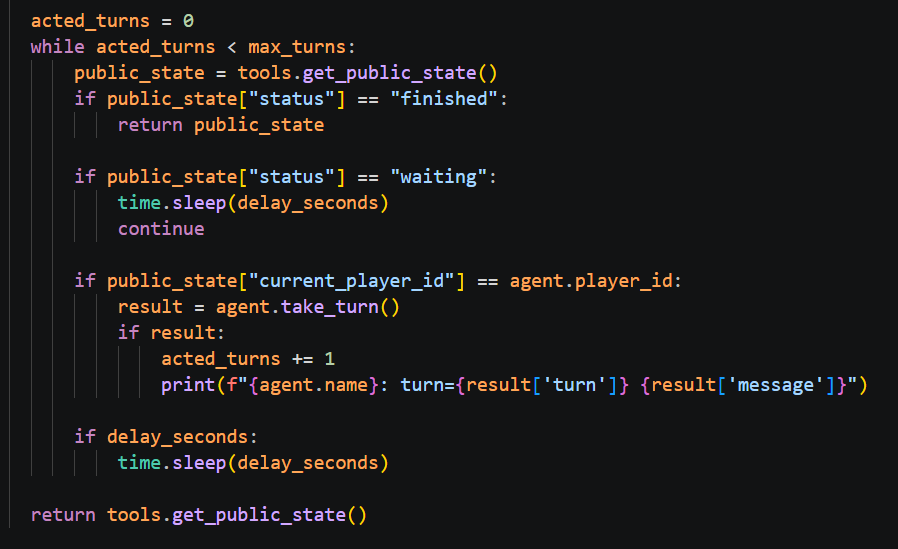 acted_turns = 0
while acted_turns < max_turns:
    public_state = tools.get_public_state()
    if public_state["status"] == "finished":
        return public_state

    if public_state["status"] == "waiting":
        time.sleep(delay_seconds)
        continue

    if public_state["current_player_id"] == agent.player_id:
        result = agent.take_turn()
        if result:
            acted_turns += 1
            print(f"{agent.name}: turn={result['turn']} {result['message']}")

    if delay_seconds:
        time.sleep(delay_seconds)

return tools.get_public_state()